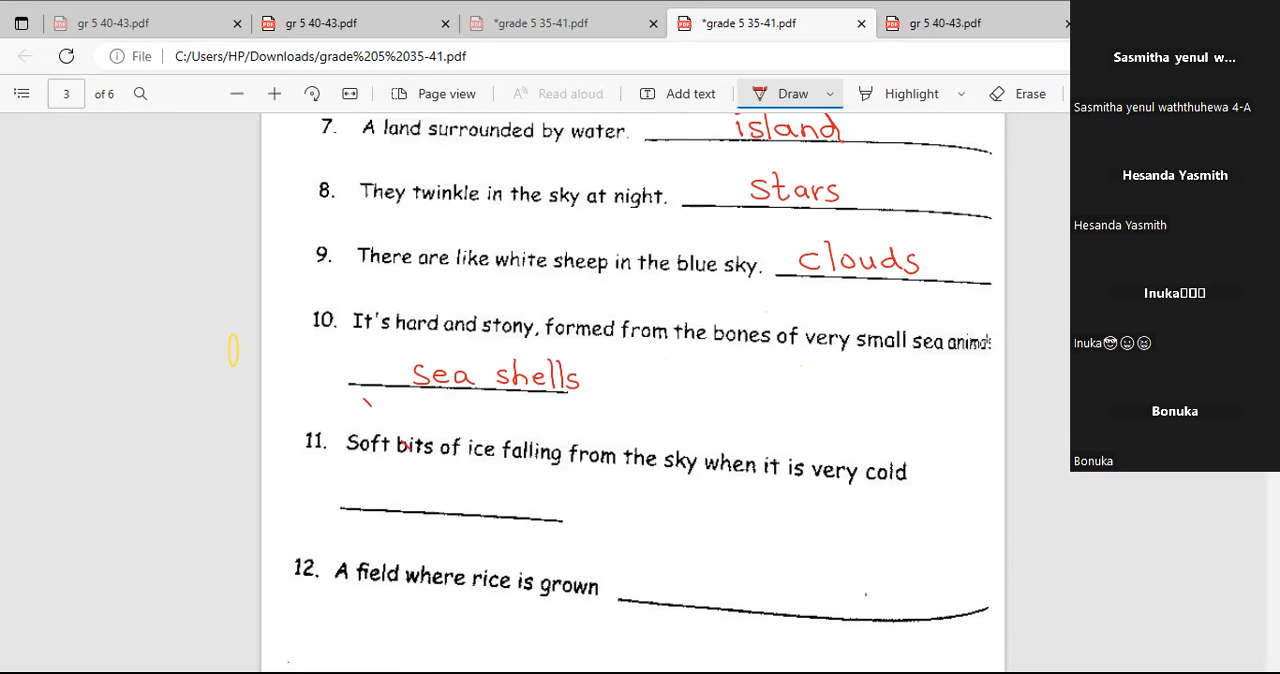 gr 5 40-43.pdf
gr 5 40-43.pdf
*grade 5 35-41.pdf
*grade 5 35-41.pdf
gr 5 40-43.pdf
File C:/Users/HP/Downloads/grade%205%2035-41.pdf
3 of 6 Page view Read aloud Add text Draw Highlight Erase
7. A land surrounded by water. island
8. They twinkle in the sky at night. stars
9. There are like white sheep in the blue sky. clouds
10. It's hard and stony, formed from the bones of very small sea animals
sea shells
11. Soft bits of ice falling from the sky when it is very cold
12. A field where rice is grown
Sasmitha yenul w...
Sasmitha yenul waththuhewa 4-A
Hesanda Yasmith
Hesanda Yasmith
Inuka
Inuka😎😐😖
Bonuka
Bonuka